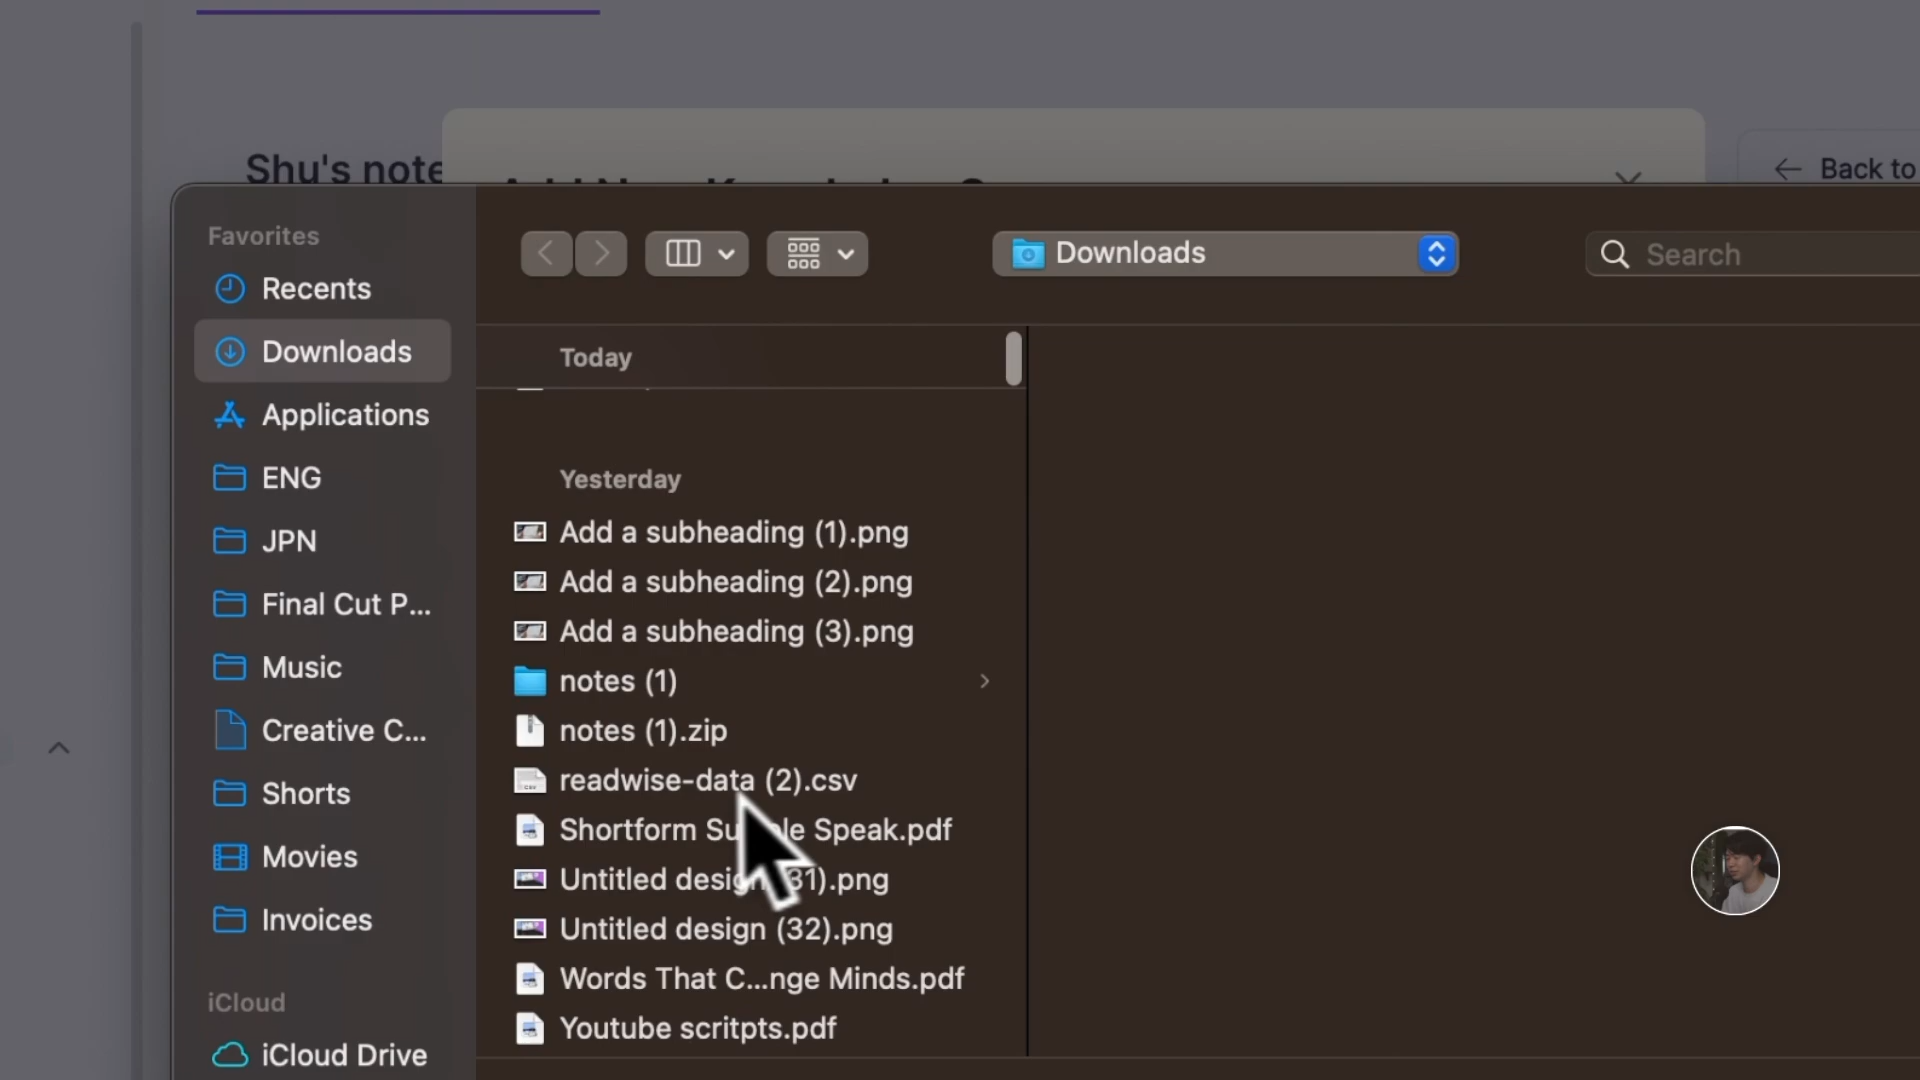 Shu's note
Back to
Favorites
Recents
Downloads
Applications
ENG
JPN
Final Cut P...
Music
Creative C...
Shorts
Movies
Invoices
iCloud
iCloud Drive
Downloads
Search
Today
Yesterday
Add a subheading (1).png
Add a subheading (2).png
Add a subheading (3).png
notes (1)
notes (1).zip
readwise-data (2).csv
Shortform Speak.pdf
Untitled 31).png
Untitled design (32).png
Words That C...nge Minds.pdf
Youtube scritpts.pdf